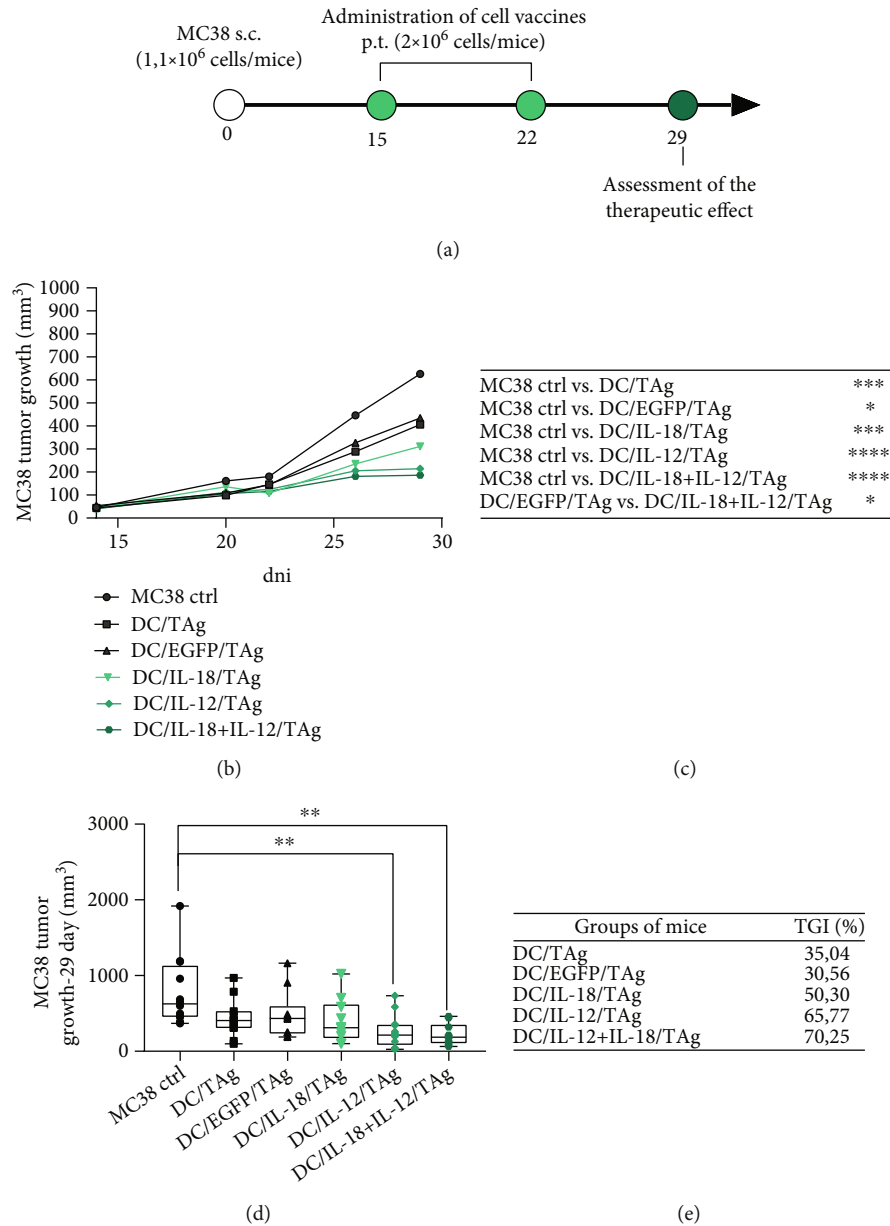 MC38 s.c.
(1,1×10⁶ cells/mice)
Administration of cell vaccines
p.t. (2×10⁶ cells/mice)
0
15
22
29
Assessment of the
therapeutic effect
(a)
MC38 tumor growth (mm³)
1000
900
800
700
600
500
400
300
200
100
0
15
20
25
30
dni
MC38 ctrl
DC/TAg
DC/EGFP/TAg
DC/IL-18/TAg
DC/IL-12/TAg
DC/IL-18+IL-12/TAg
(b)
MC38 ctrl vs. DC/TAg ***
MC38 ctrl vs. DC/EGFP/TAg *
MC38 ctrl vs. DC/IL-18/TAg ***
MC38 ctrl vs. DC/IL-12/TAg ****
MC38 ctrl vs. DC/IL-18+IL-12/TAg ****
DC/EGFP/TAg vs. DC/IL-18+IL-12/TAg *
(c)
MC38 tumor
growth-29 day (mm³)
3000
2000
1000
0
**
**
MC38 ctrl
DC/TAg
DC/EGFP/TAg
DC/IL-18/TAg
DC/IL-12/TAg
DC/IL-18+IL-12/TAg
(d)
Groups of mice TGI (%)
DC/TAg 35,04
DC/EGFP/TAg 30,56
DC/IL-18/TAg 50,30
DC/IL-12/TAg 65,77
DC/IL-12+IL-18/TAg 70,25
(e)